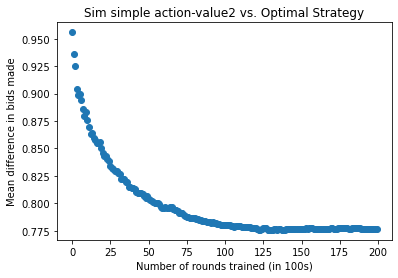 Sim simple action-value2 vs. Optimal Strategy
Mean difference in bids made
0.950
0.925
0.900
0.875
0.850
0.825
0.800
0.775
0 25 50 75 100 125 150 175 200
Number of rounds trained (in 100s)